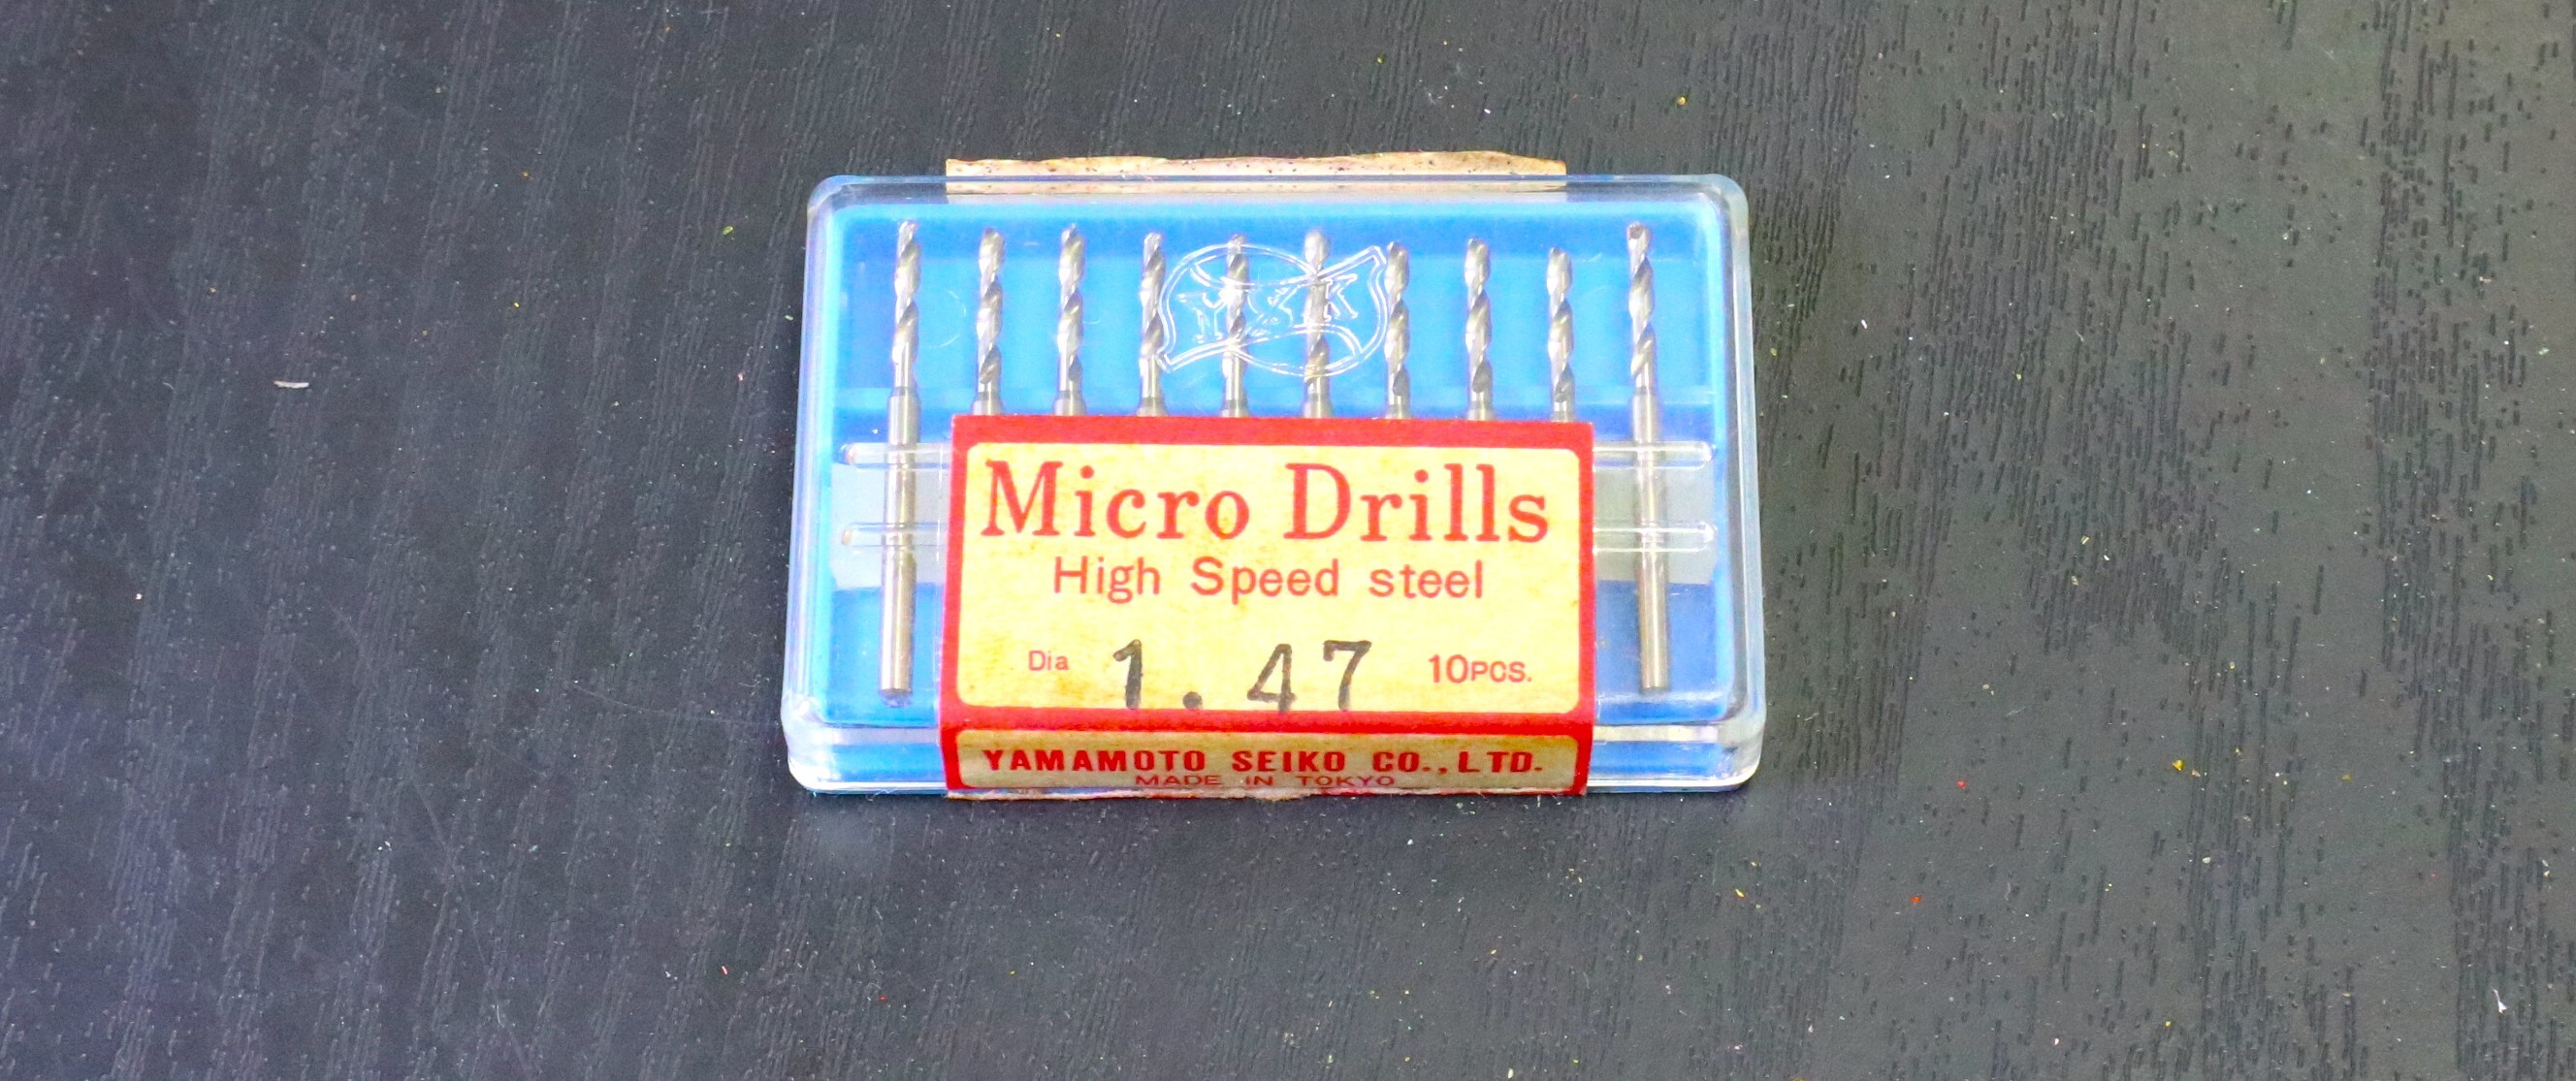 Micro Drills
High Speed steel
Dia 1.47 10PCS.
YAMAMOTO SEIKO CO.,LTD.
MADE IN TOKYO